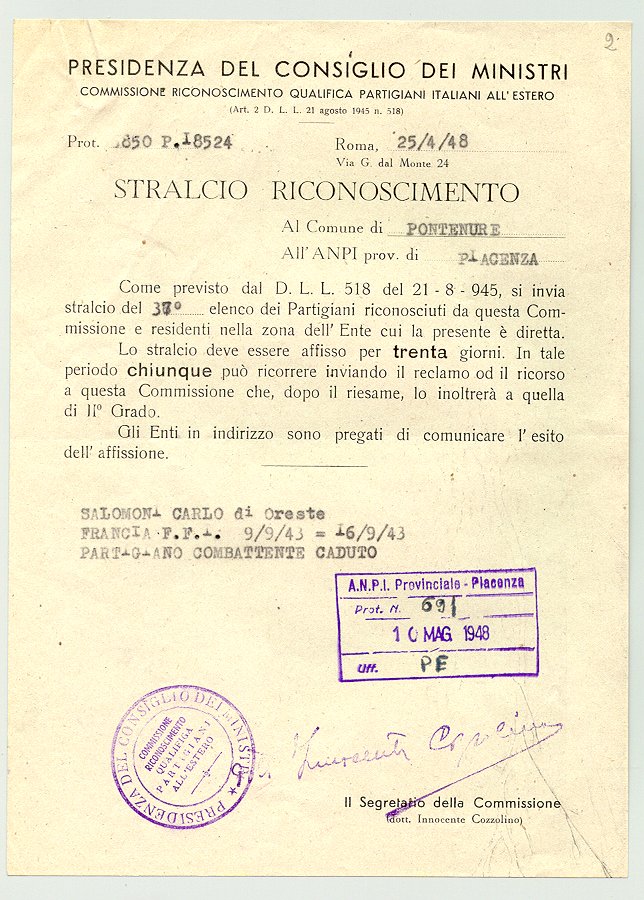 2
PRESIDENZA DEL CONSIGLIO DEI MINISTRI
COMMISSIONE RICONOSCIMENTO QUALIFICA PARTIGIANI ITALIANI ALL'ESTERO
(Art. 2 D. L. L. 21 agosto 1945 n. 518)
Prot. 850 P.18524 Roma, 25/4/48
Via G. dal Monte 24
STRALCIO RICONOSCIMENTO
Al Comune di PONTENURE
All'ANPI prov. di PIACENZA
Come previsto dal D. L. L. 518 del 21 - 8 - 945, si invia
stralcio del 37° elenco dei Partigiani riconosciuti da questa Com-
missione e residenti nella zona dell' Ente cui la presente è diretta.
Lo stralcio deve essere affisso per trenta giorni. In tale
periodo chiunque può ricorrere inviando il reclamo od il ricorso
a questa Commissione che, dopo il riesame, lo inoltrerà a quella
di II° Grado.
Gli Enti in indirizzo sono pregati di comunicare l' esito
dell' affissione.
SALOMONI CARLO di Oreste
FRANCIA F.F.I. 9/9/43 = 16/9/43
PARTIGIANO COMBATTENTE CADUTO
A.N.P.I. Provinciale - Piacenza
Prot. N. 691
10 MAG 1948
Uff. PE
PRESIDENZA DEL CONSIGLIO DEI MINISTRI
COMMISSIONE
RICONOSCIMENTO
QUALIFICA
PARTIGIANI
ALL'ESTERO
Innocente Cozzolino
Il Segretario della Commissione
(dott. Innocente Cozzolino)